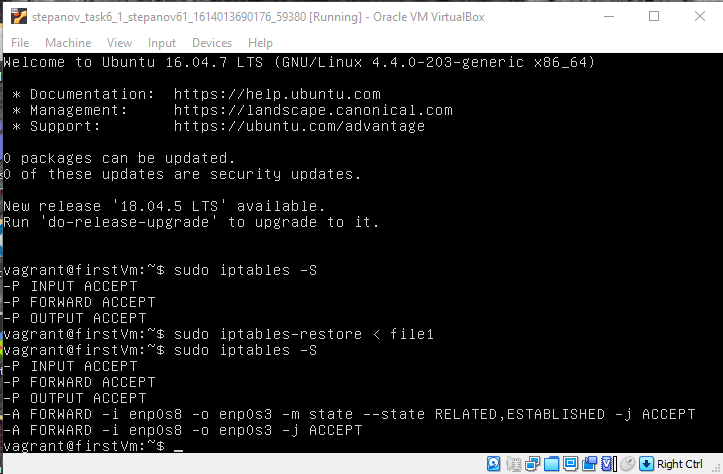 stepanov_task6_1_stepanov61_1614013690176_59380 [Running] - Oracle VM VirtualBox
File Machine View Input Devices Help
Welcome to Ubuntu 16.04.7 LTS (GNU/Linux 4.4.0-203-generic x86_64)
* Documentation: https://help.ubuntu.com
* Management: https://landscape.canonical.com
* Support: https://ubuntu.com/advantage
0 packages can be updated.
0 of these updates are security updates.
New release '18.04.5 LTS' available.
Run 'do-release-upgrade' to upgrade to it.
vagrant@firstVm:~$ sudo iptables -S
-P INPUT ACCEPT
-P FORWARD ACCEPT
-P OUTPUT ACCEPT
vagrant@firstVm:~$ sudo iptables-restore < file1
vagrant@firstVm:~$ sudo iptables -S
-P INPUT ACCEPT
-P FORWARD ACCEPT
-P OUTPUT ACCEPT
-A FORWARD -i enp0s8 -o enp0s3 -m state --state RELATED,ESTABLISHED -j ACCEPT
-A FORWARD -i enp0s8 -o enp0s3 -j ACCEPT
vagrant@firstVm:~$ _
Right Ctrl